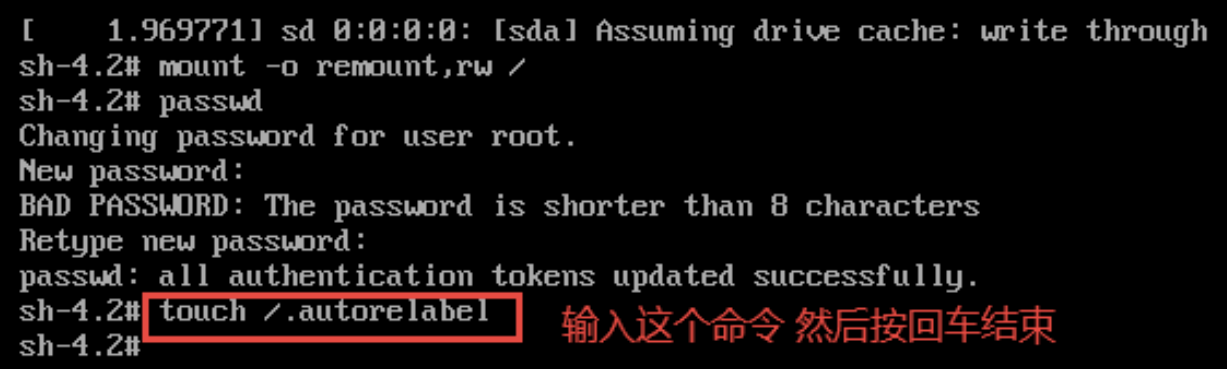 [    1.969771] sd 0:0:0:0: [sda] Assuming drive cache: write through
sh-4.2# mount -o remount,rw /
sh-4.2# passwd
Changing password for user root.
New password:
BAD PASSWORD: The password is shorter than 8 characters
Retype new password:
passwd: all authentication tokens updated successfully.
sh-4.2# touch /.autorelabel 输入这个命令 然后按回车结束
sh-4.2#